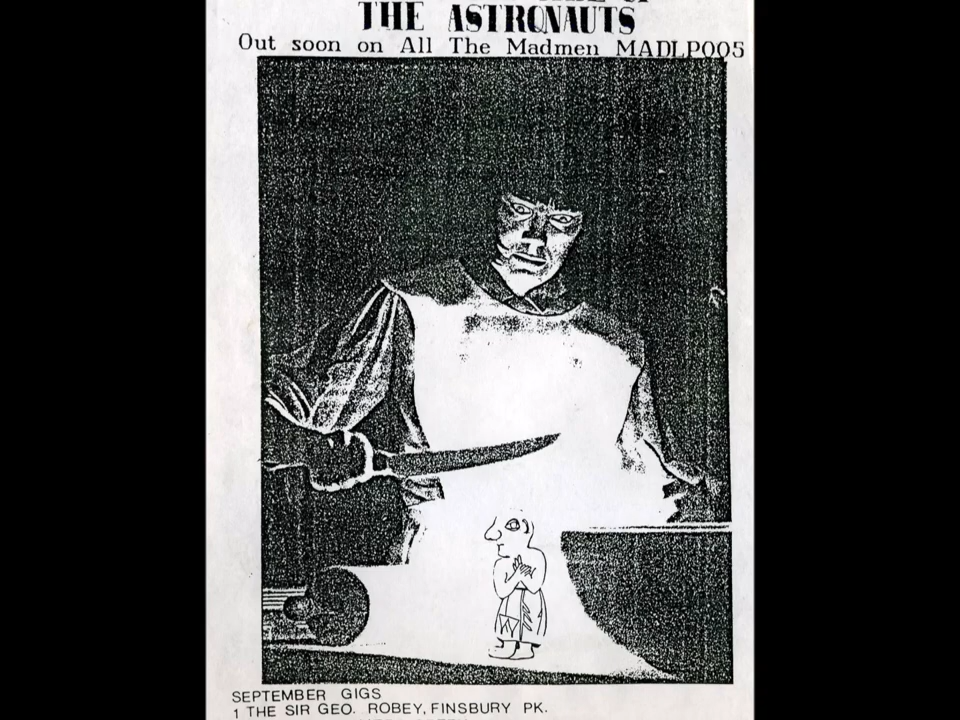 THE ASTRONAUTS
Out soon on All The Madmen MADLP005
SEPTEMBER GIGS
1 THE SIR GEO. ROBEY, FINSBURY PK.